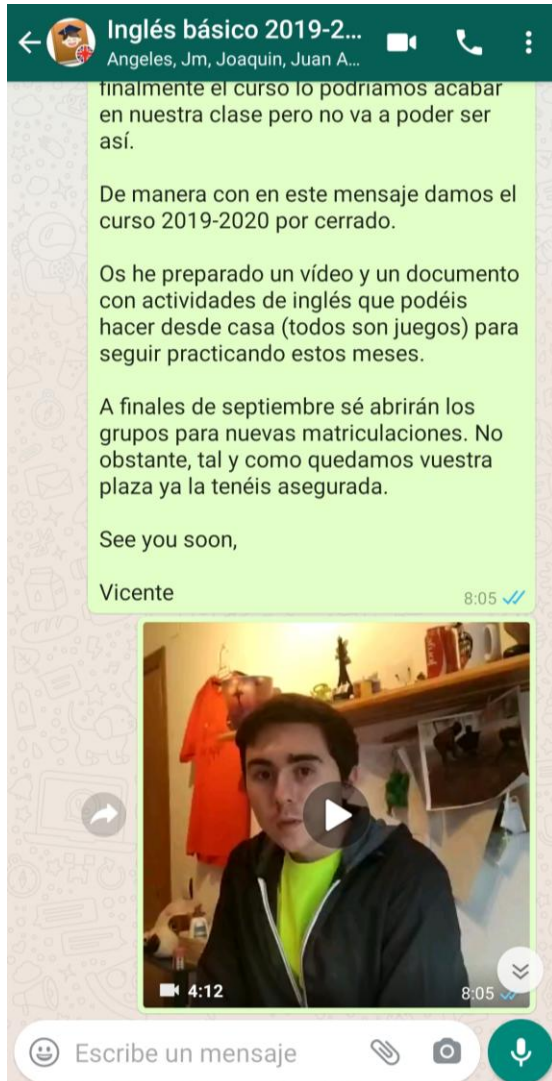 Inglés básico 2019-2...
Angeles, Jm, Joaquin, Juan A...
finalmente el curso lo podríamos acabar
en nuestra clase pero no va a poder ser
así.
De manera con en este mensaje damos el
curso 2019-2020 por cerrado.
Os he preparado un vídeo y un documento
con actividades de inglés que podéis
hacer desde casa (todos son juegos) para
seguir practicando estos meses.
A finales de septiembre sé abrirán los
grupos para nuevas matriculaciones. No
obstante, tal y como quedamos vuestra
plaza ya la tenéis asegurada.
See you soon,
Vicente
8:05
4:12
8:05
Escribe un mensaje